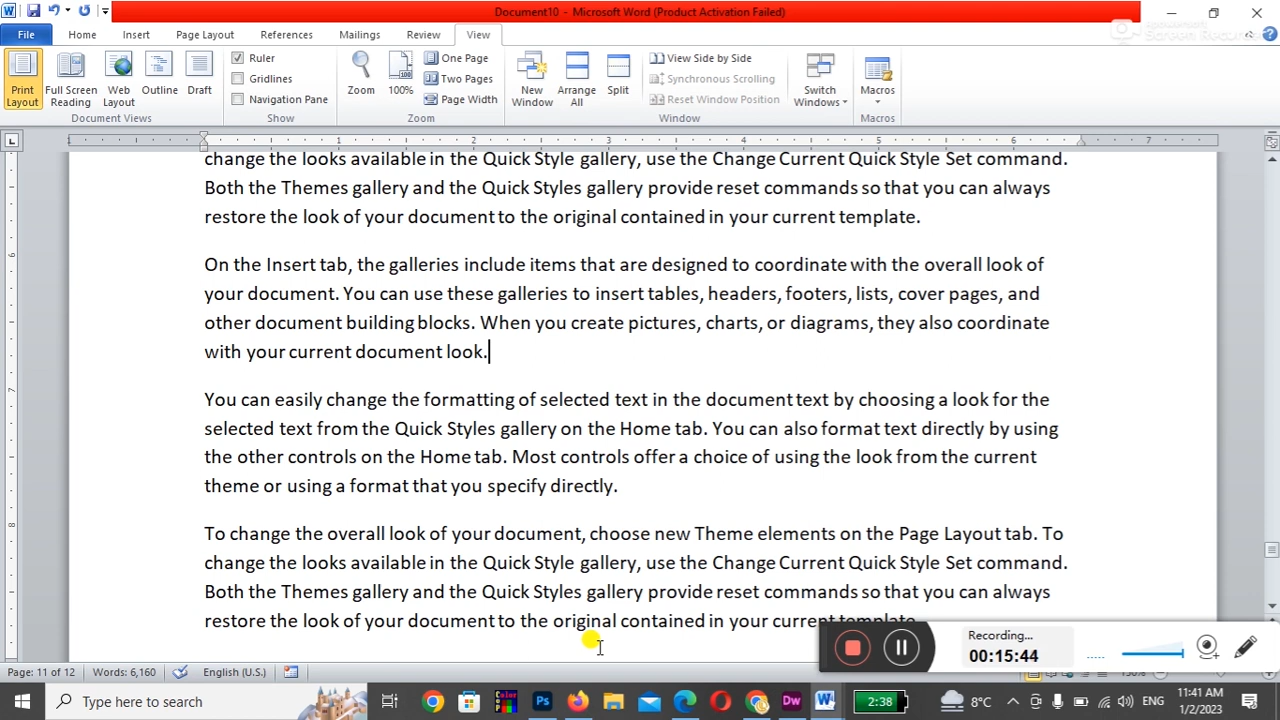 Document10 - Microsoft Word (Product Activation Failed)
File Home Insert Page Layout References Mailings Review View
Print Layout
Full Screen Reading
Web Layout
Outline
Draft
Document Views
Ruler
Gridlines
Navigation Pane
Show
Zoom
100%
One Page
Two Pages
Page Width
Zoom
New Window
Arrange All
Split
View Side by Side
Synchronous Scrolling
Reset Window Position
Window
Switch Windows
Macros
Macros
1 2 3 4 5 6 7
change the looks available in the Quick Style gallery, use the Change Current Quick Style Set command.
Both the Themes gallery and the Quick Styles gallery provide reset commands so that you can always
restore the look of your document to the original contained in your current template.
On the Insert tab, the galleries include items that are designed to coordinate with the overall look of
your document. You can use these galleries to insert tables, headers, footers, lists, cover pages, and
other document building blocks. When you create pictures, charts, or diagrams, they also coordinate
with your current document look.
You can easily change the formatting of selected text in the document text by choosing a look for the
selected text from the Quick Styles gallery on the Home tab. You can also format text directly by using
the other controls on the Home tab. Most controls offer a choice of using the look from the current
theme or using a format that you specify directly.
To change the overall look of your document, choose new Theme elements on the Page Layout tab. To
change the looks available in the Quick Style gallery, use the Change Current Quick Style Set command.
Both the Themes gallery and the Quick Styles gallery provide reset commands so that you can always
restore the look of your document to the original contained in your current template.
Recording...
00:15:44
Page: 11 of 12 Words: 6,160 English (U.S.)
Type here to search
2:38
8°C
ENG
11:41 AM
1/2/2023